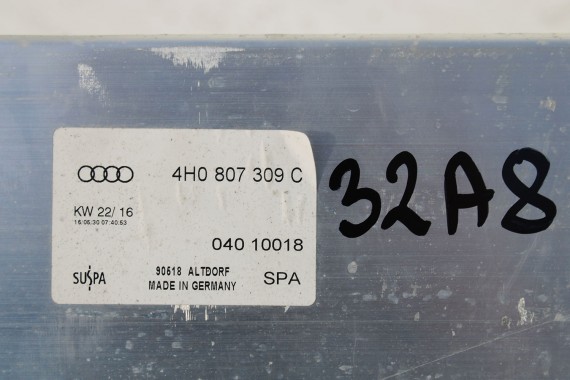 4H0 807 309 C
32A8
KW 22/ 16
16.05.30 07:40.53
040 10018
SUSPA
90518 ALTDORF
MADE IN GERMANY
SPA